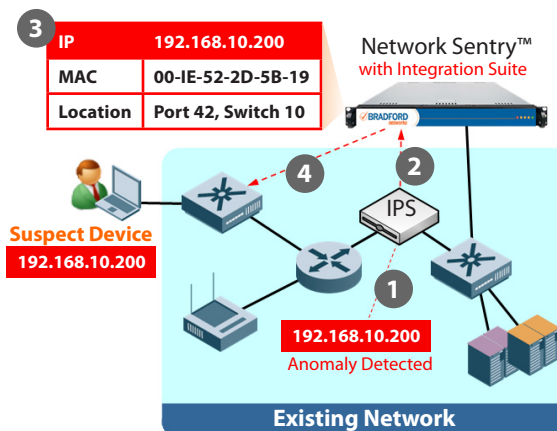 3
IP 192.168.10.200
MAC 00-IE-52-2D-5B-19
Location Port 42, Switch 10
Network Sentry™
with Integration Suite
BRADFORD
networks
4
2
IPS
Suspect Device
192.168.10.200
1
192.168.10.200
Anomaly Detected
Existing Network